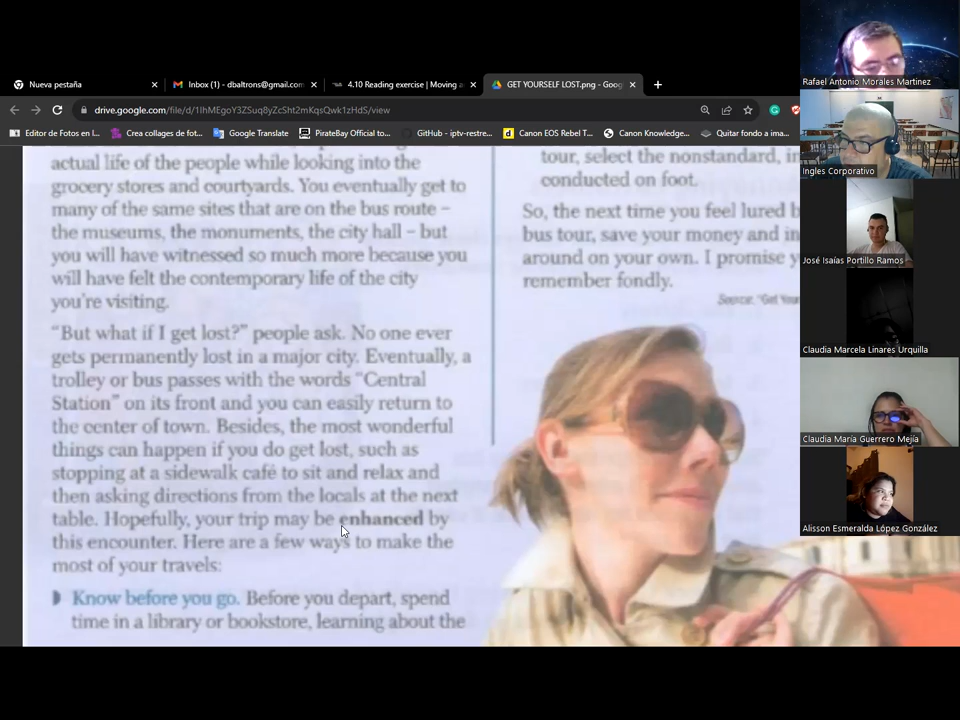 Nueva pestaña
Inbox (1) - dbaltrons@gmail.com
4.10 Reading exercise | Moving a
GET YOURSELF LOST.png - Goog
drive.google.com/file/d/1IhMEgoY3ZSuq8yZcSht2mKqsQwk1zHdS/view
Editor de Fotos en l...
Crea collages de fot...
Google Translate
PirateBay Official to...
GitHub - iptv-restre...
Canon EOS Rebel T...
Canon Knowledge...
Quitar fondo a ima...
actual life of the people while looking into the
grocery stores and courtyards. You eventually get to
many of the same sites that are on the bus route –
the museums, the monuments, the city hall – but
you will have witnessed so much more because you
will have felt the contemporary life of the city
you're visiting.
"But what if I get lost?" people ask. No one ever
gets permanently lost in a major city. Eventually, a
trolley or bus passes with the words "Central
Station" on its front and you can easily return to
the center of town. Besides, the most wonderful
things can happen if you do get lost, such as
stopping at a sidewalk café to sit and relax and
then asking directions from the locals at the next
table. Hopefully, your trip may be enhanced by
this encounter. Here are a few ways to make the
most of your travels:
Know before you go. Before you depart, spend
time in a library or bookstore, learning about the
tour, select the nonstandard, in
conducted on foot.
So, the next time you feel lured b
bus tour, save your money and in
around on your own. I promise y
remember fondly.
Source: "Get Your
Rafael Antonio Morales Martinez
Ingles Corporativo
José Isaías Portillo Ramos
Claudia Marcela Linares Urquilla
Claudia María Guerrero Mejía
Alisson Esmeralda López González